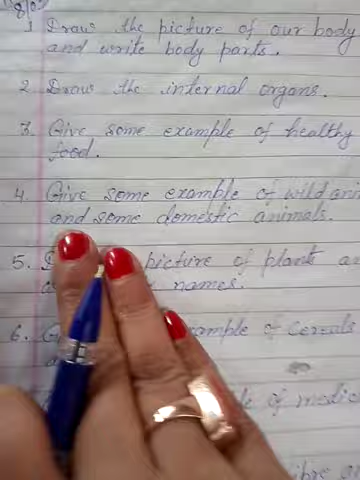 1 Draw the picture of our body
and write body parts.
2 Draw the internal organs.
3. Give some example of healthy
food.
4. Give some example of wild
and some domestic animals.
5. picture of plants
names.
6. example of cereals
of